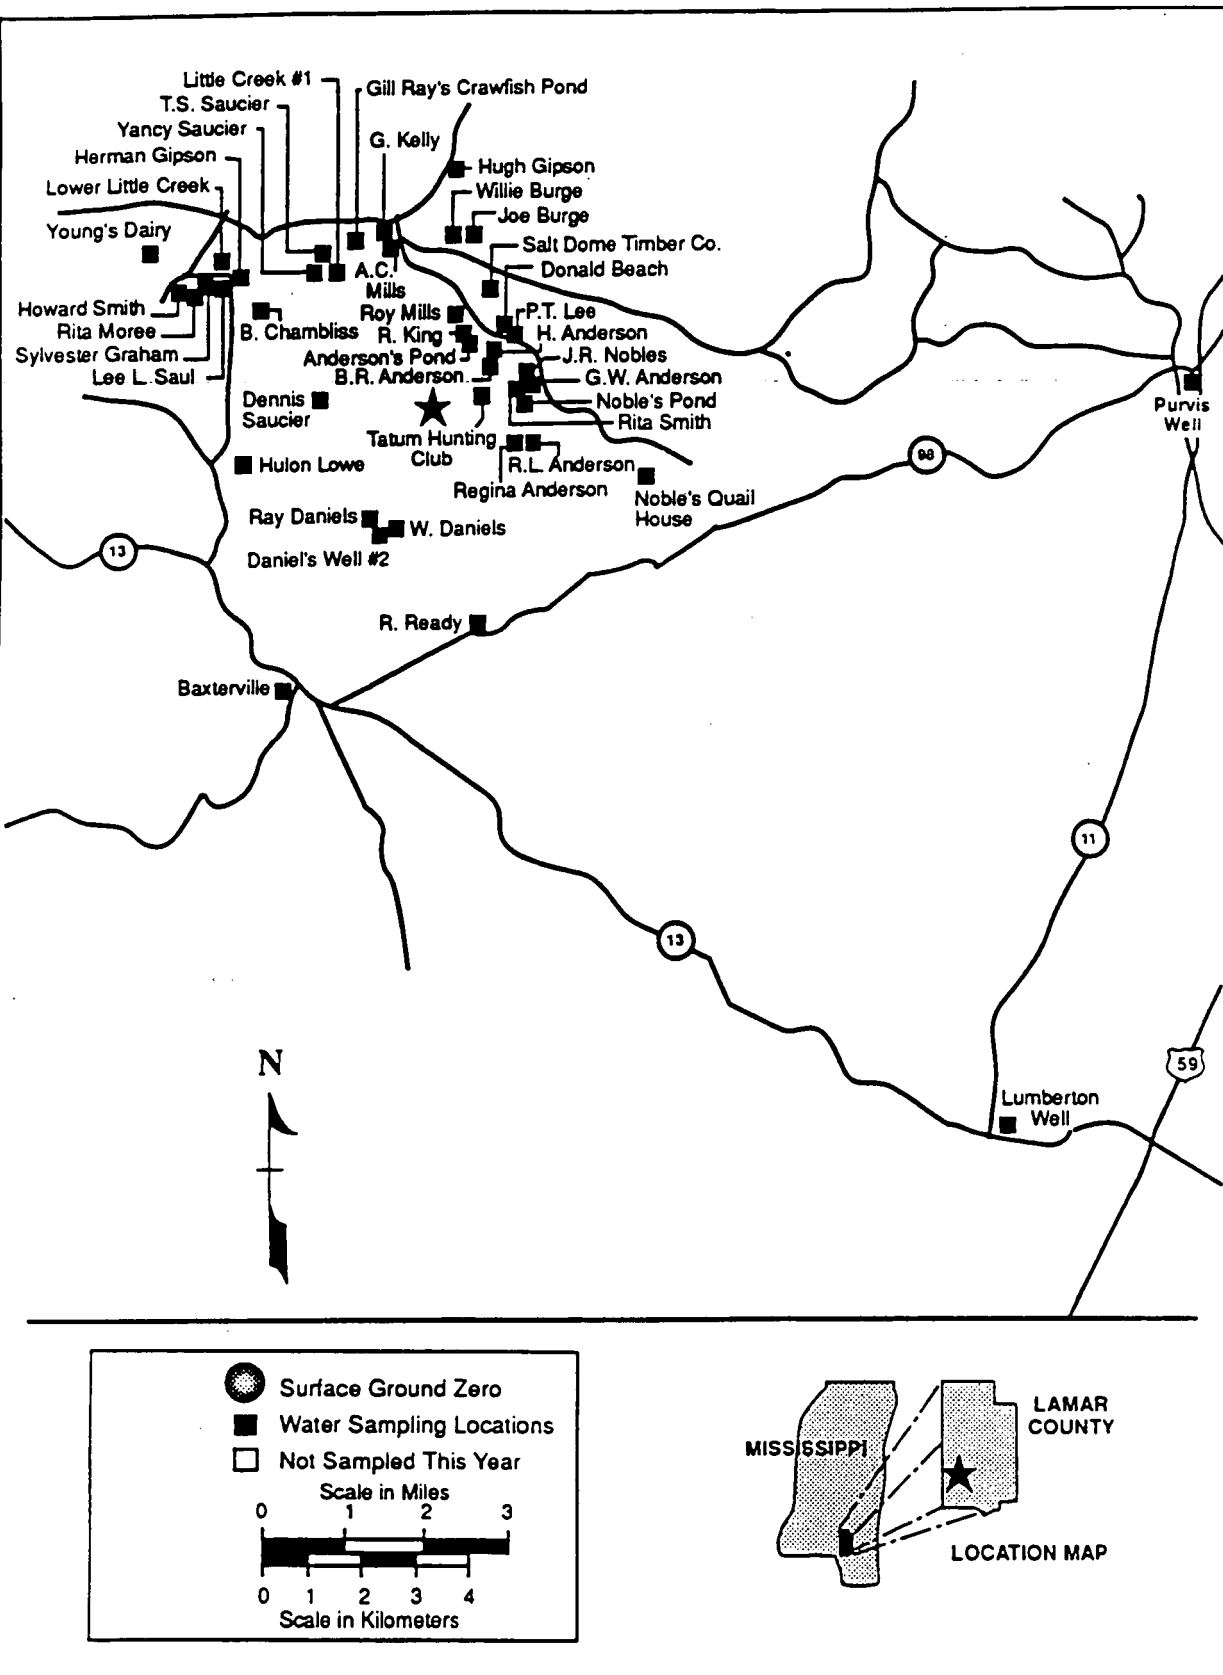 Little Creek #1
Gill Ray's Crawfish Pond
T.S. Saucier
Yancy Saucier
G. Kelly
Herman Gipson
Hugh Gipson
Lower Little Creek
Willie Burge
Joe Burge
Young's Dairy
Salt Dome Timber Co.
A.C.
Mills
Donald Beach
Howard Smith
Roy Mills
P.T. Lee
Rita Moree
B. Chambliss
R. King
H. Anderson
Sylvester Graham
Anderson's Pond
J.R. Nobles
Lee L. Saul
B.R. Anderson
G.W. Anderson
Dennis
Saucier
Noble's Pond
Rita Smith
Purvis
Well
Tatum Hunting
Club
98
Hulon Lowe
R.L. Anderson
Regina Anderson
Noble's Quail
House
Ray Daniels
W. Daniels
13
Daniel's Well #2
R. Ready
Baxterville
11
13
N
59
Lumberton
Well
Surface Ground Zero
Water Sampling Locations
Not Sampled This Year
Scale in Miles
0 1 2 3
0 1 2 3 4
Scale in Kilometers
LAMAR
COUNTY
MISSISSIPPI
LOCATION MAP